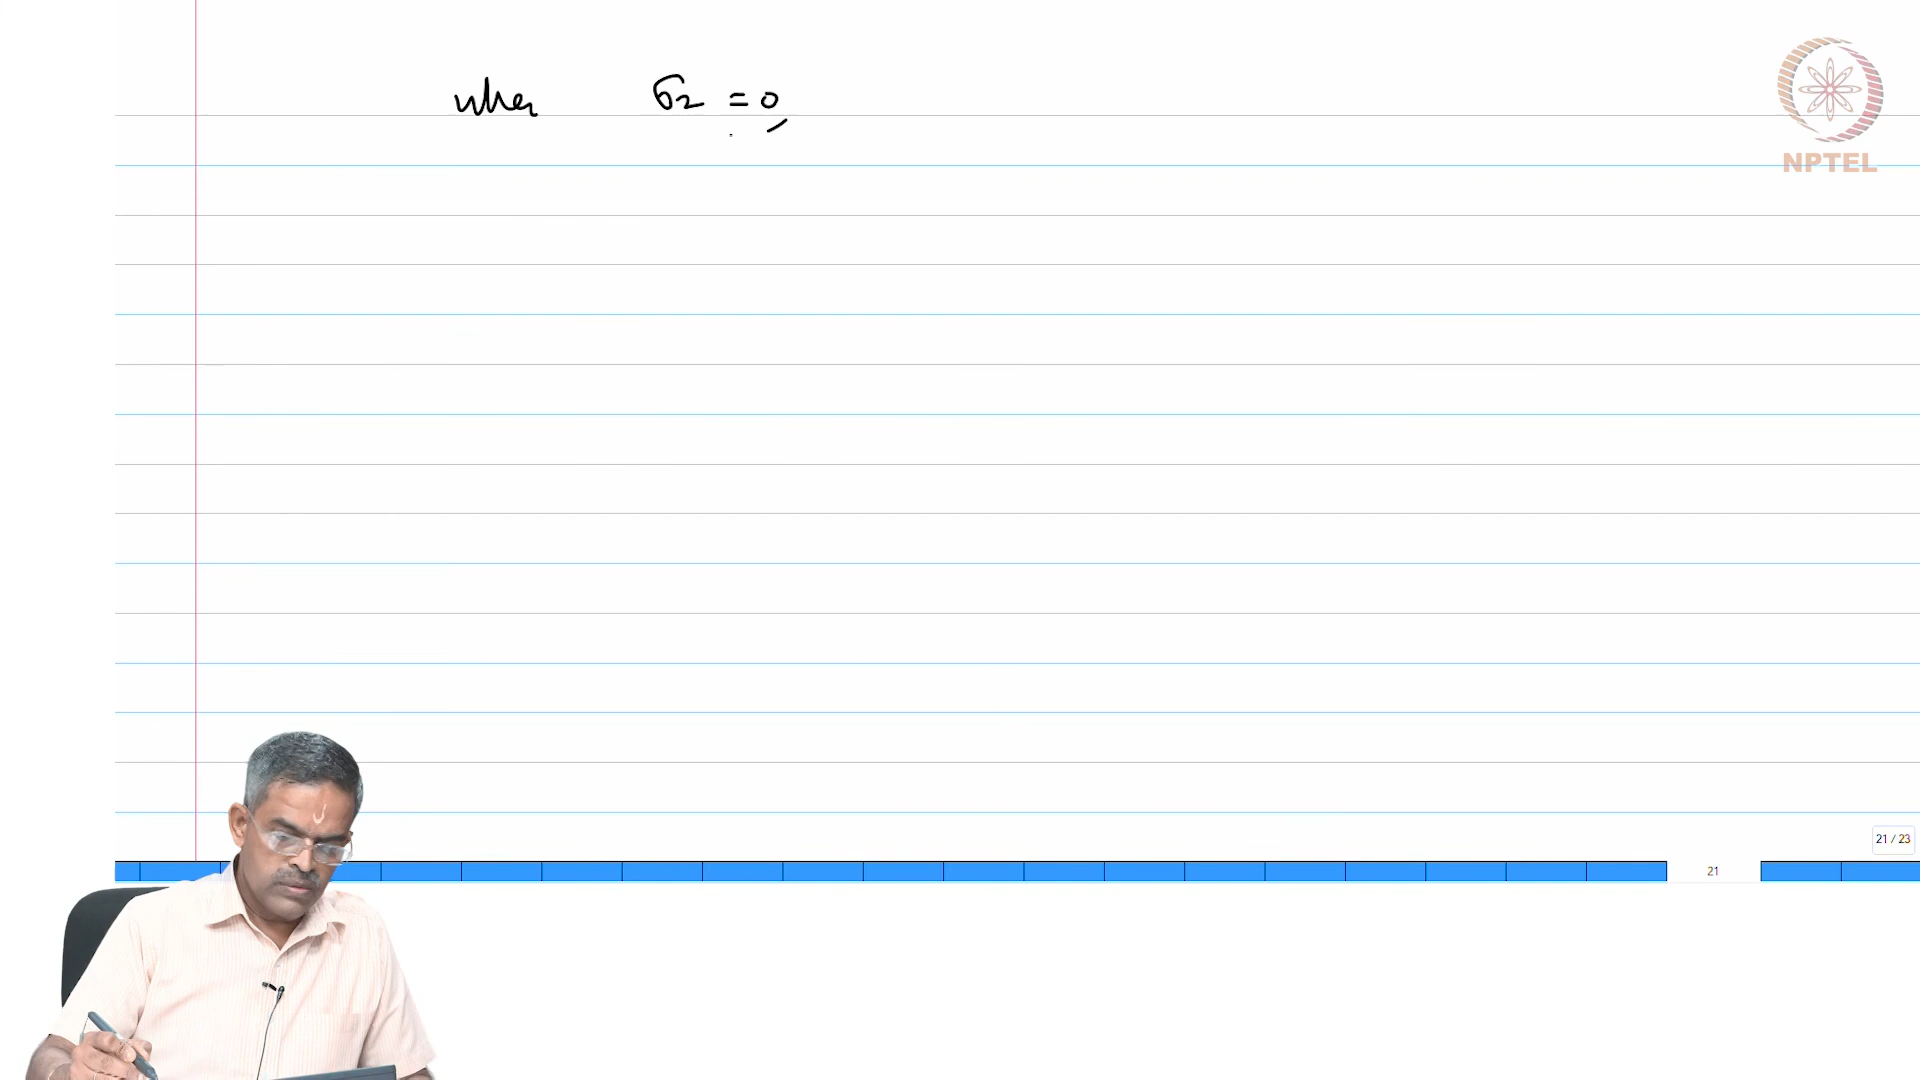 when σ2 = 0,
NPTEL
21 / 23
21